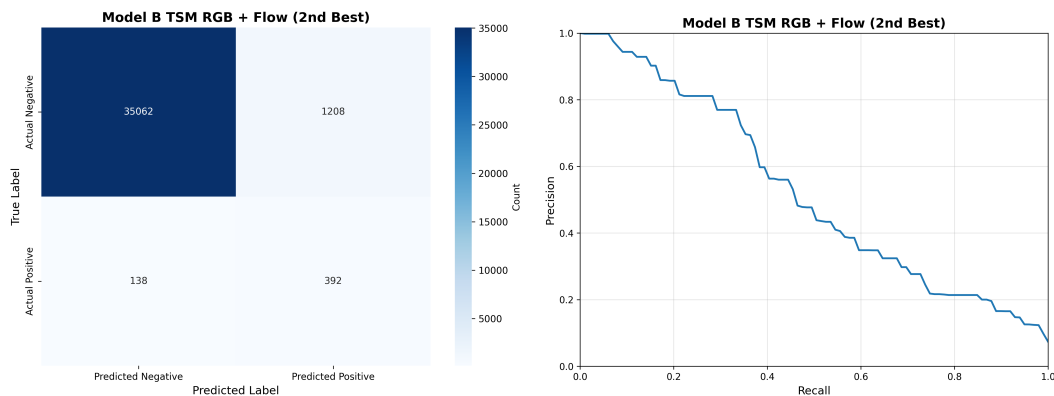 Model B TSM RGB + Flow (2nd Best)
True Label
Actual Negative
Actual Positive
35062
1208
138
392
Predicted Negative
Predicted Positive
Predicted Label
35000
30000
25000
20000
15000
10000
5000
Count
Model B TSM RGB + Flow (2nd Best)
Precision
1.0
0.8
0.6
0.4
0.2
0.0
0.0
0.2
0.4
0.6
0.8
1.0
Recall